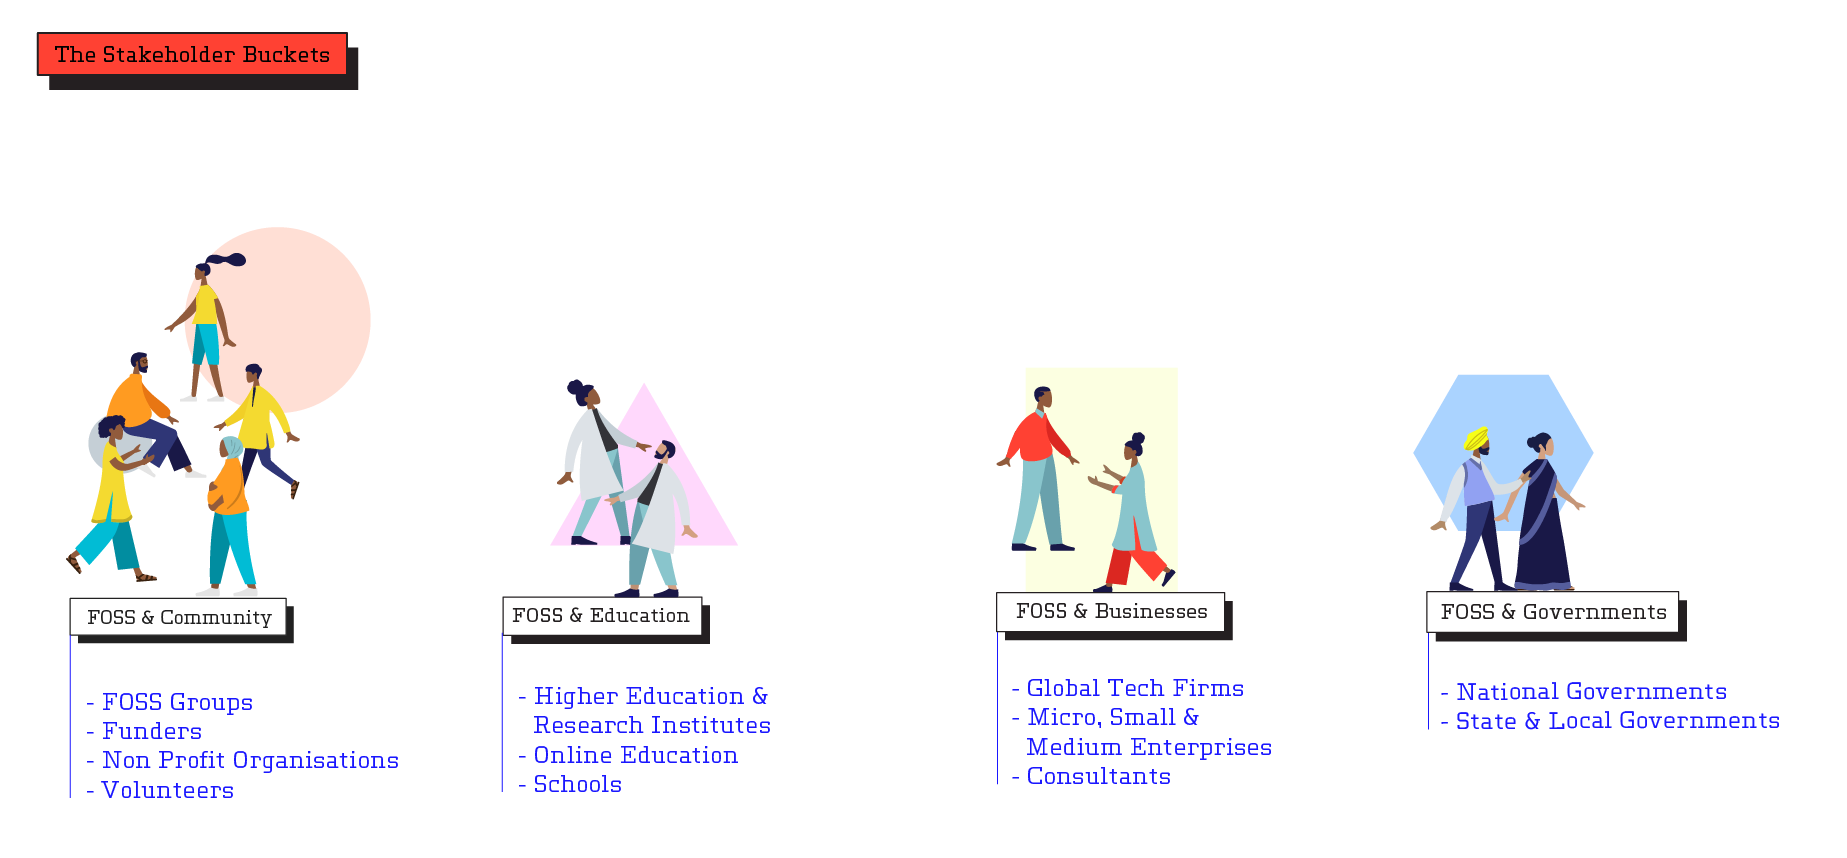 The Stakeholder Buckets
FOSS & Community
- FOSS Groups
- Funders
- Non Profit Organisations
- Volunteers
FOSS & Education
- Higher Education &
Research Institutes
- Online Education
- Schools
FOSS & Businesses
- Global Tech Firms
- Micro, Small &
Medium Enterprises
- Consultants
FOSS & Governments
- National Governments
- State & Local Governments